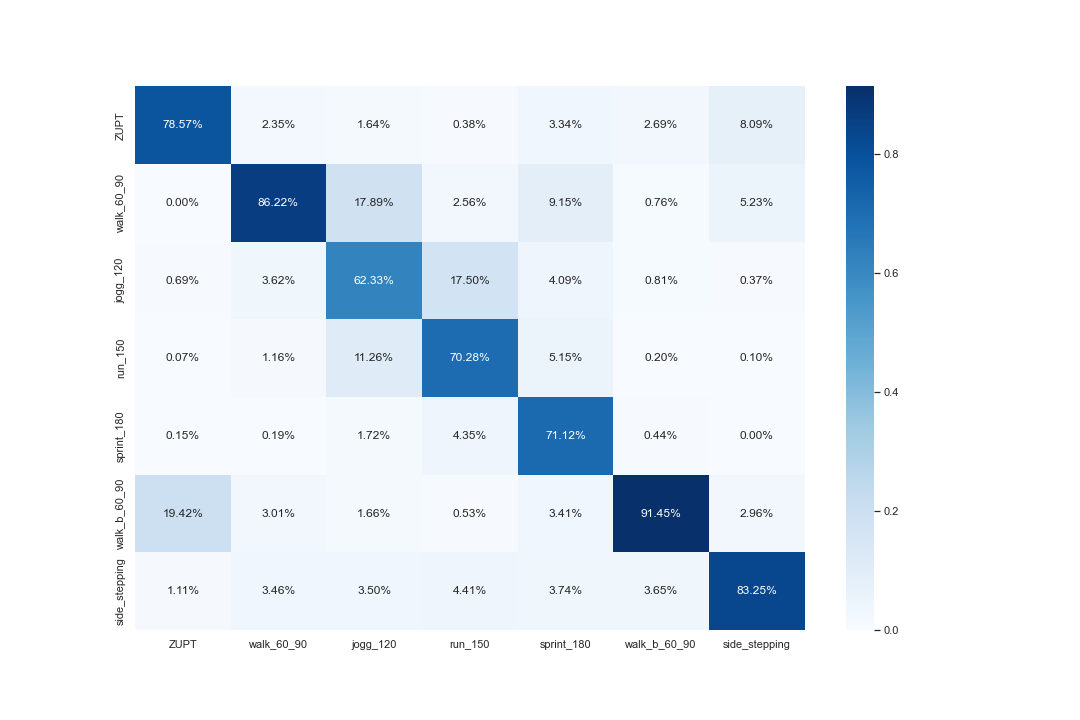 ZUPT 78.57% 2.35% 1.64% 0.38% 3.34% 2.69% 8.09%
walk_60_90 0.00% 86.22% 17.89% 2.56% 9.15% 0.76% 5.23%
jogg_120 0.69% 3.62% 62.33% 17.50% 4.09% 0.81% 0.37%
run_150 0.07% 1.16% 11.26% 70.28% 5.15% 0.20% 0.10%
sprint_180 0.15% 0.19% 1.72% 4.35% 71.12% 0.44% 0.00%
walk_b_60_90 19.42% 3.01% 1.66% 0.53% 3.41% 91.45% 2.96%
side_stepping 1.11% 3.46% 3.50% 4.41% 3.74% 3.65% 83.25%
ZUPT walk_60_90 jogg_120 run_150 sprint_180 walk_b_60_90 side_stepping
0.8
0.6
0.4
0.2
0.0